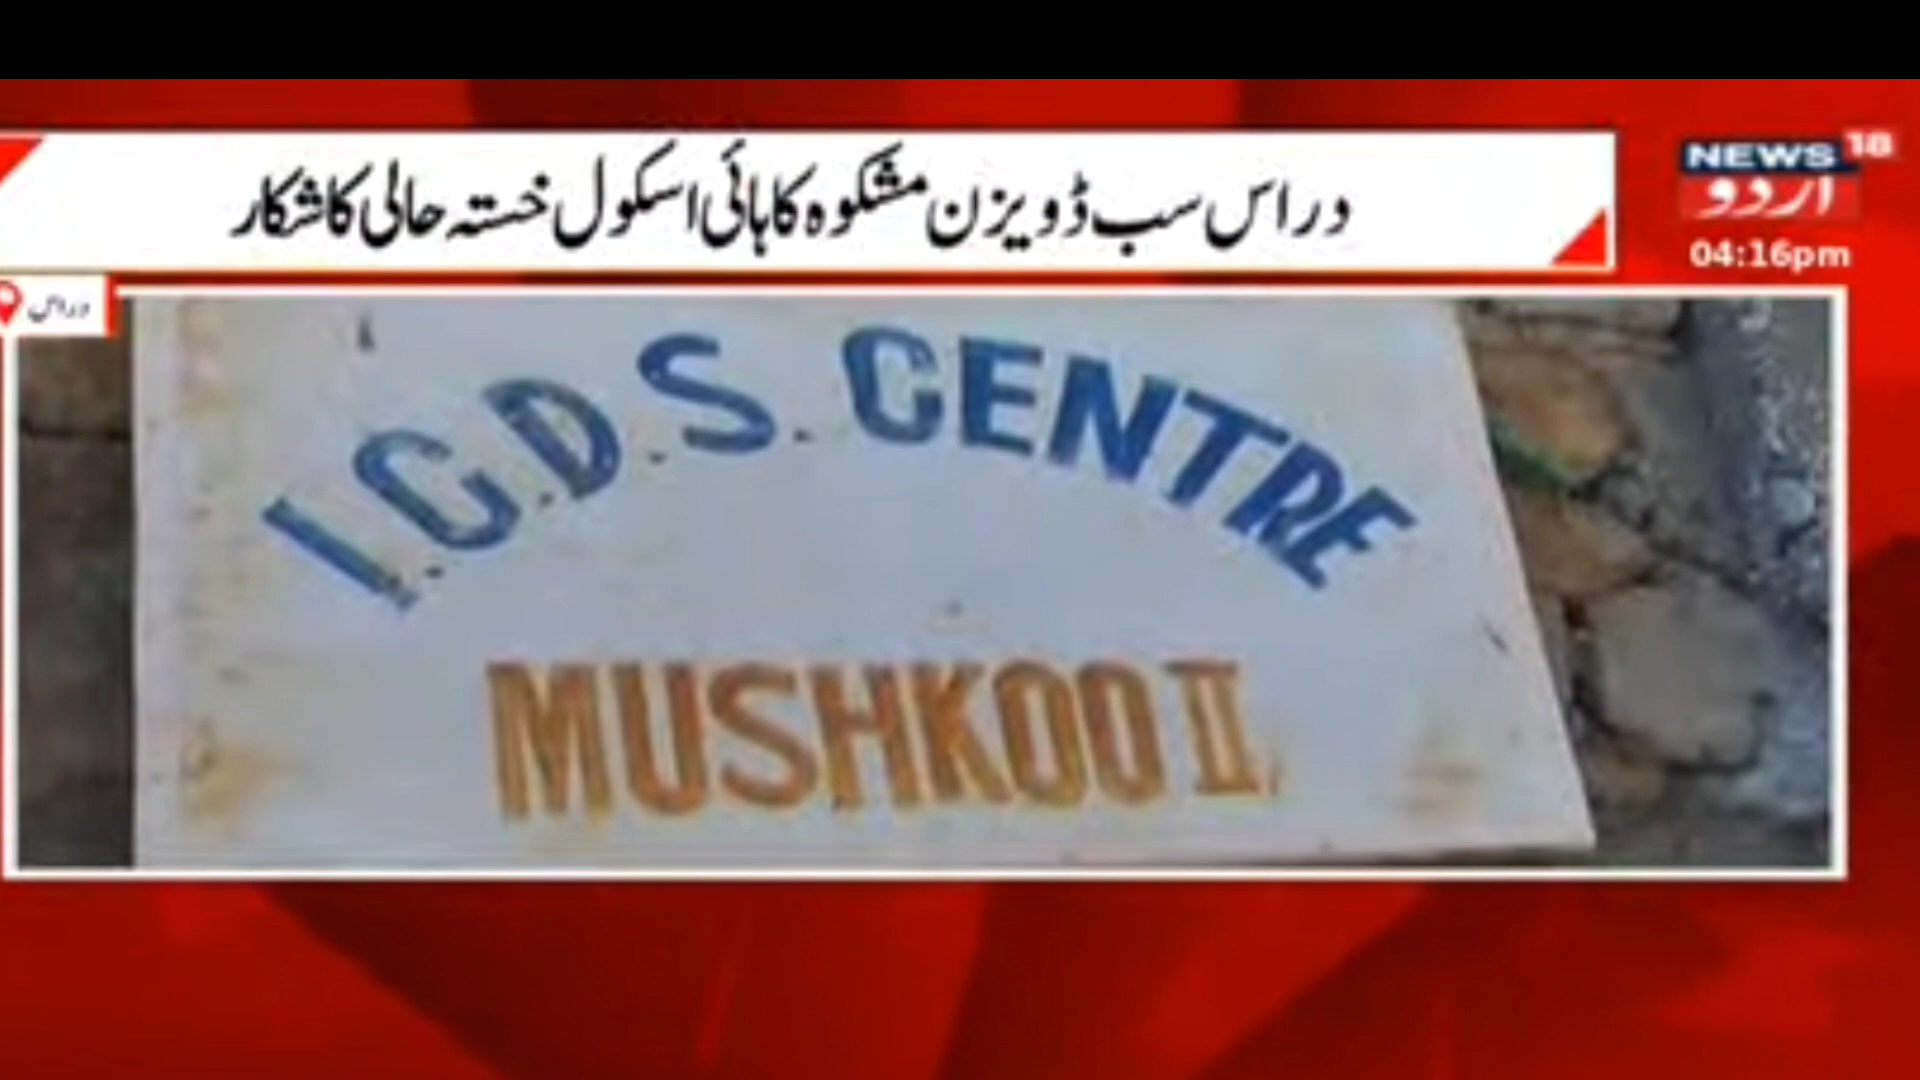 دراس سب ڈویزن مشکوہ کا ہائی اسکول خستہ حالی کا شکار
NEWS 18
اردو
04:16pm
دراس
I.C.D.S. CENTRE
MUSHKOO II.